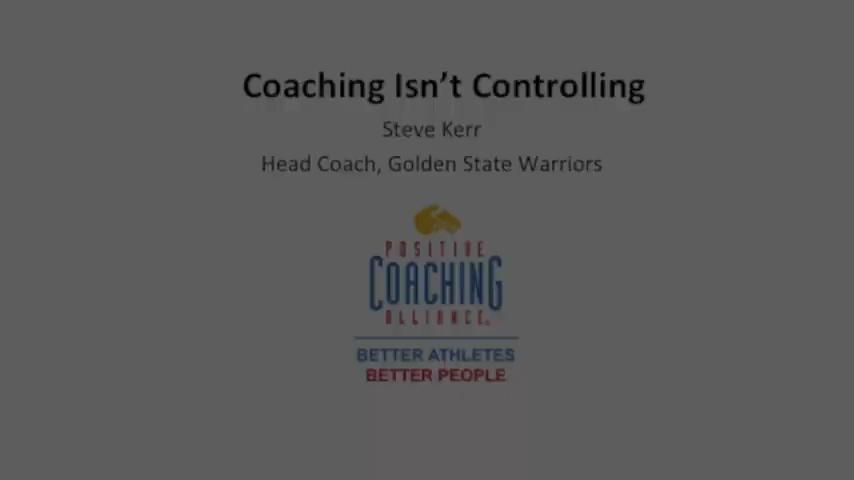 Coaching Isn't Controlling
Steve Kerr
Head Coach, Golden State Warriors
POSITIVE
COACHING
ALLIANCE
BETTER ATHLETES
BETTER PEOPLE